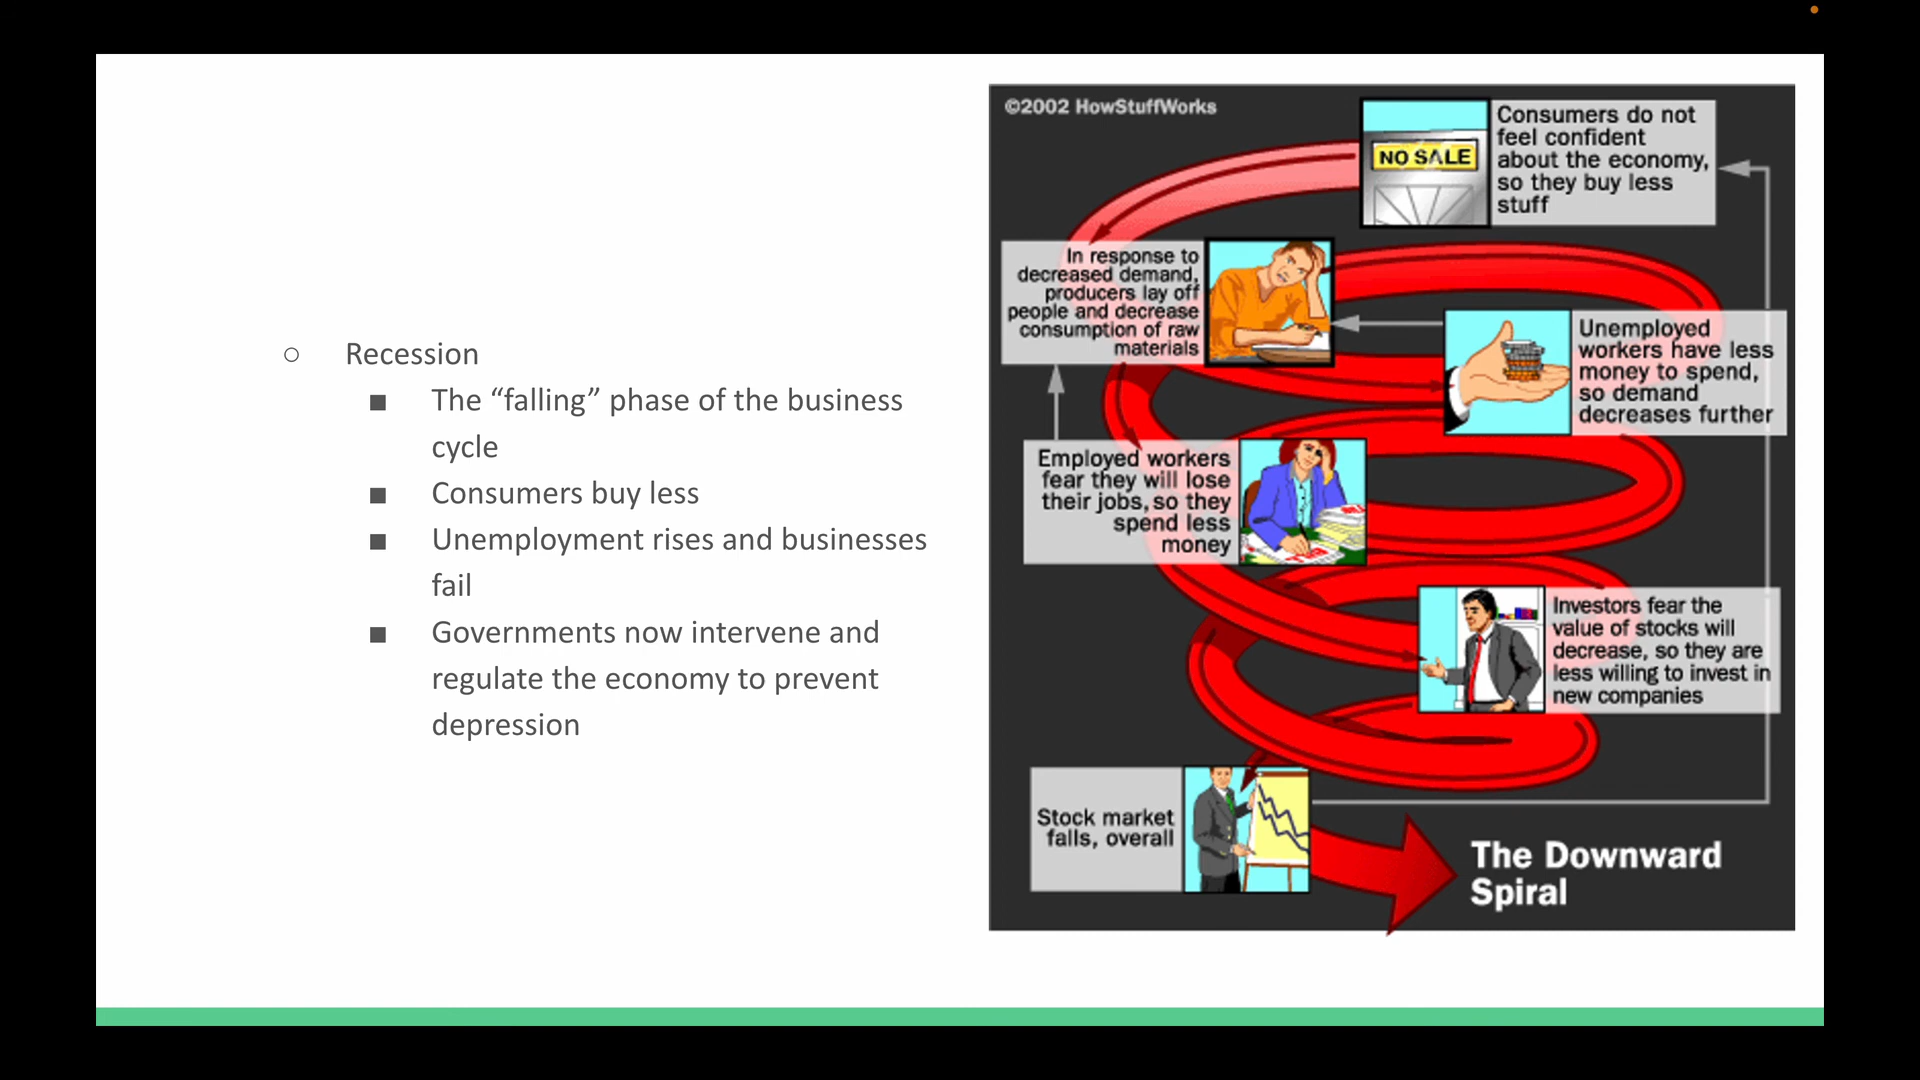 ○ Recession
■ The “falling” phase of the business
cycle
■ Consumers buy less
■ Unemployment rises and businesses
fail
■ Governments now intervene and
regulate the economy to prevent
depression
©2002 HowStuffWorks
NO SALE
Consumers do not
feel confident
about the economy,
so they buy less
stuff
In response to
decreased demand,
producers lay off
people and decrease
consumption of raw
materials
Unemployed
workers have less
money to spend,
so demand
decreases further
Employed workers
fear they will lose
their jobs, so they
spend less
money
Investors fear the
value of stocks will
decrease, so they are
less willing to invest in
new companies
Stock market
falls, overall
The Downward
Spiral